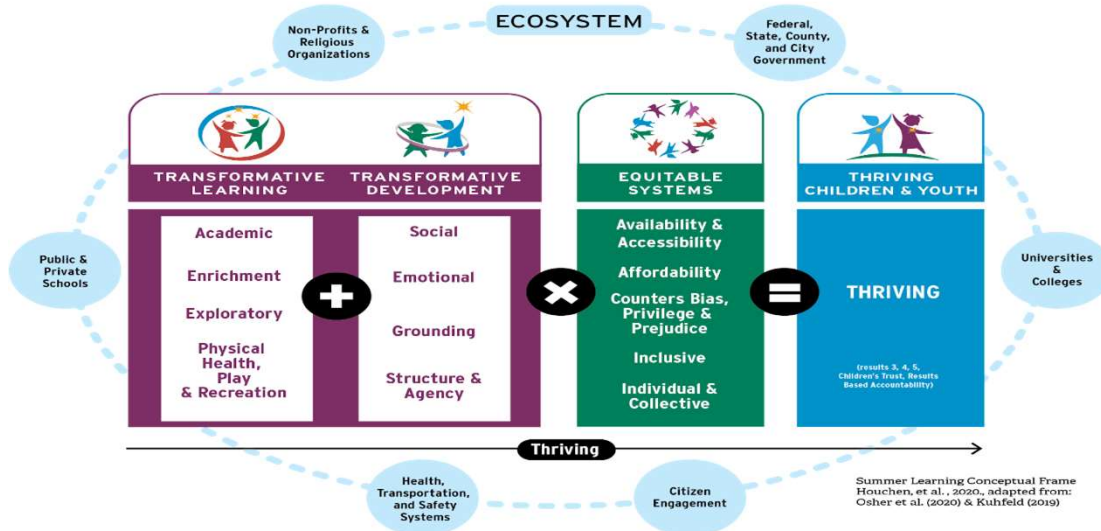 ECOSYSTEM
Non-Profits &
Religious
Organizations
Federal,
State, County,
and City
Government
TRANSFORMATIVE
LEARNING
TRANSFORMATIVE
DEVELOPMENT
EQUITABLE
SYSTEMS
THRIVING
CHILDREN & YOUTH
Public &
Private
Schools
Academic
Enrichment
Exploratory
Physical
Health,
Play
& Recreation
+
Social
Emotional
Grounding
Structure &
Agency
×
Availability &
Accessibility
Affordability
Counters Bias,
Privilege &
Prejudice
Inclusive
Individual &
Collective
=
THRIVING
(results 3, 4, 5,
Children's Trust, Results
Based Accountability)
Universities
&
Colleges
Thriving
Health,
Transportation,
and Safety
Systems
Citizen
Engagement
Summer Learning Conceptual Frame
Houchen, et al., 2020., adapted from:
Osher et al. (2020) & Kuhfeld (2019)